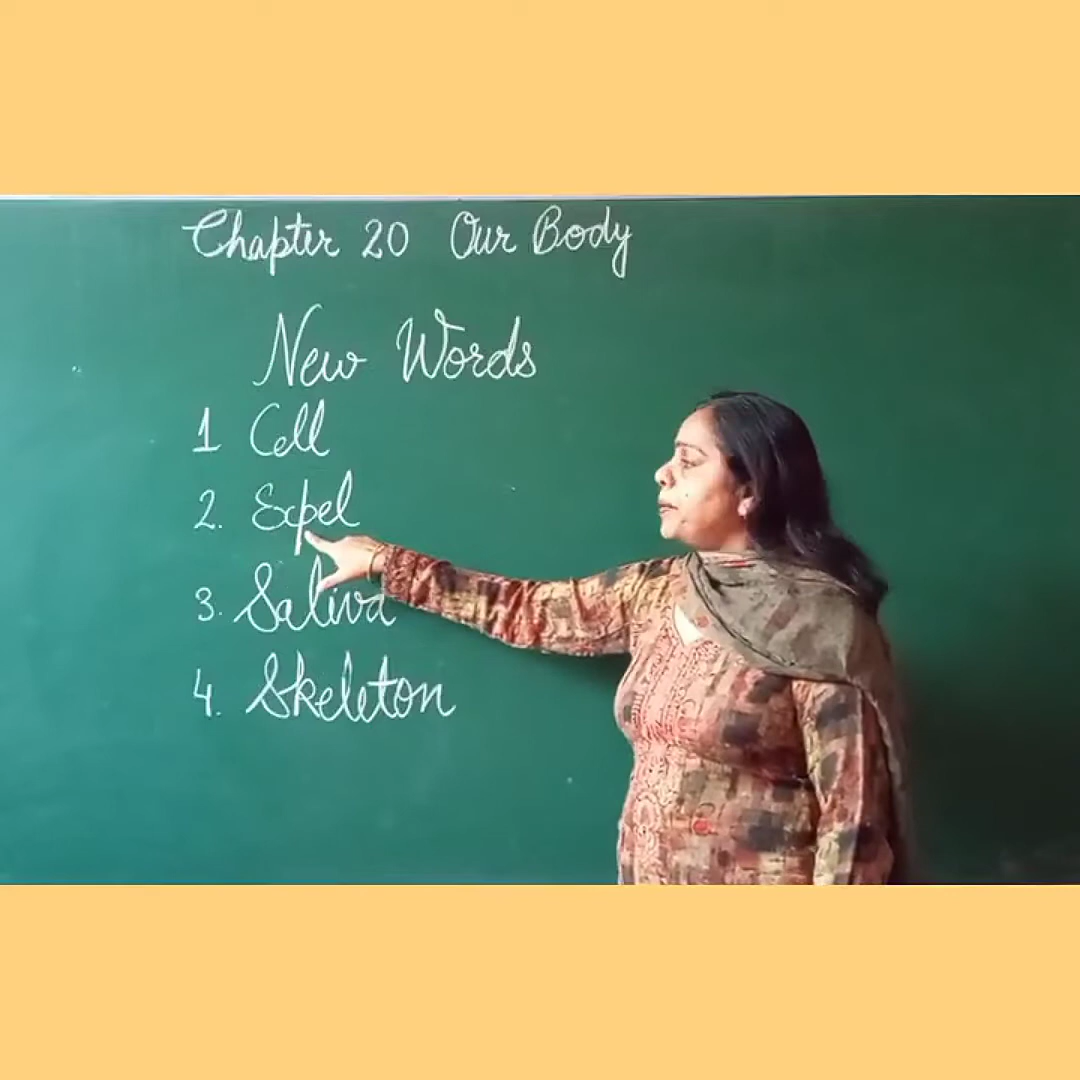 Chapter 20 Our Body
New Words
1 Cell
2. Expel
3. Saliva
4. Skeleton